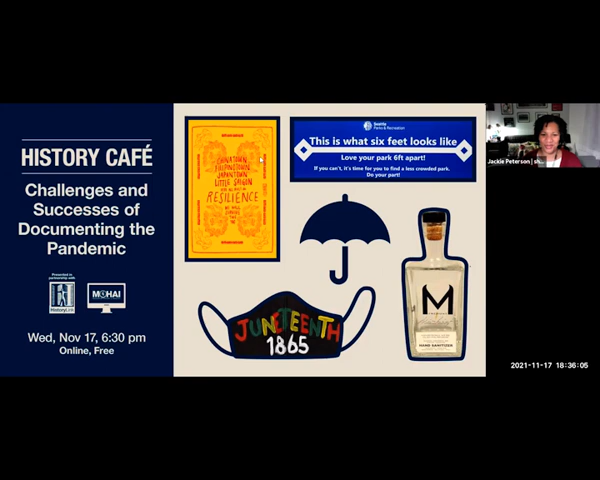 HISTORY CAFÉ
Challenges and
Successes of
Documenting the
Pandemic
Presented in
partnership with
HistoryLink
MOHAI
Wed, Nov 17, 6:30 pm
Online, Free
CHINATOWN
FILIPINOTOWN
JAPANTOWN
LITTLE SAIGON
RESILIENCE
Seattle
Parks & Recreation
This is what six feet looks like
Love your park 6ft apart!
If you can't, it's time for you to find a less crowded park.
Do your part!
JUNETEENTH
1865
M
HAND SANITIZER
Jackie Peterson | sh
2021-11-17 18:36:05